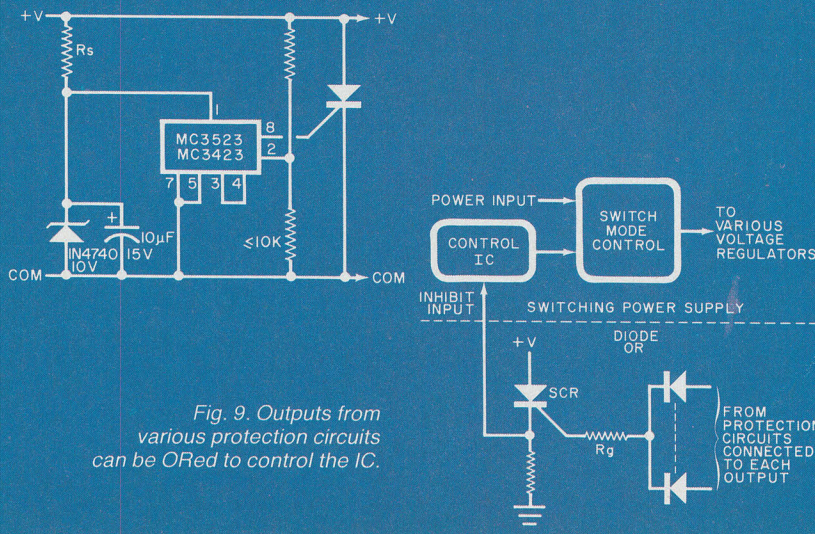 +V
+V
Rs
1
MC3523
MC3423
8
2
7
5
3
4
+
10μF
15V
IN4740
10V
≤10K
COM
COM
POWER INPUT
CONTROL
IC
SWITCH
MODE
CONTROL
TO
VARIOUS
VOLTAGE
REGULATORS
INHIBIT
INPUT
SWITCHING POWER SUPPLY
DIODE
OR
+V
SCR
Rg
FROM
PROTECTION
CIRCUITS
CONNECTED
TO EACH
OUTPUT
Fig. 9. Outputs from
various protection circuits
can be ORed to control the IC.